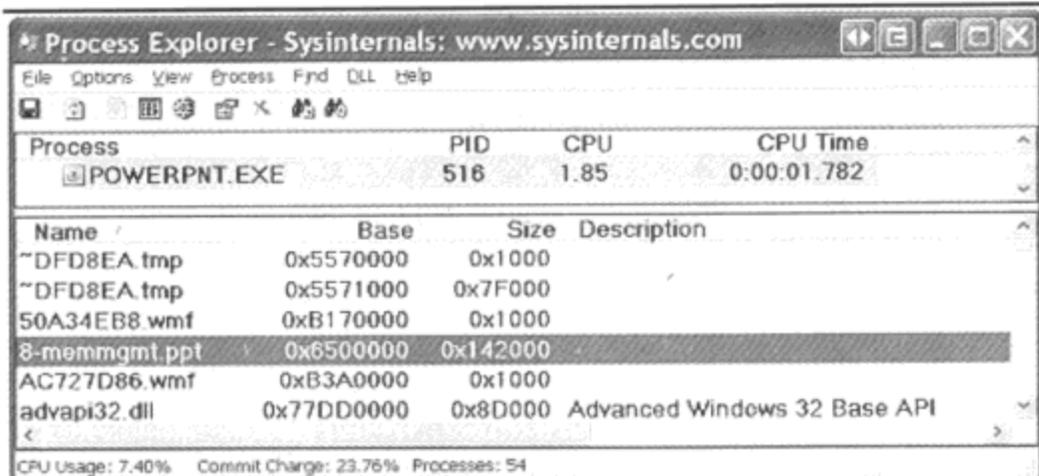 Process Explorer - Sysinternals: www.sysinternals.com
File Options View Process Find DLL Help
Process PID CPU CPU Time
POWERPNT.EXE 516 1.85 0:00:01.782
Name Base Size Description
~DFD8EA.tmp 0x5570000 0x1000
~DFD8EA.tmp 0x5571000 0x7F000
50A34EB8.wmf 0xB170000 0x1000
8-memmgmt.ppt 0x6500000 0x142000
AC727D86.wmf 0xB3A0000 0x1000
advapi32.dll 0x77DD0000 0x8D000 Advanced Windows 32 Base API
CPU Usage: 7.40% Commit Charge: 23.76% Processes: 54